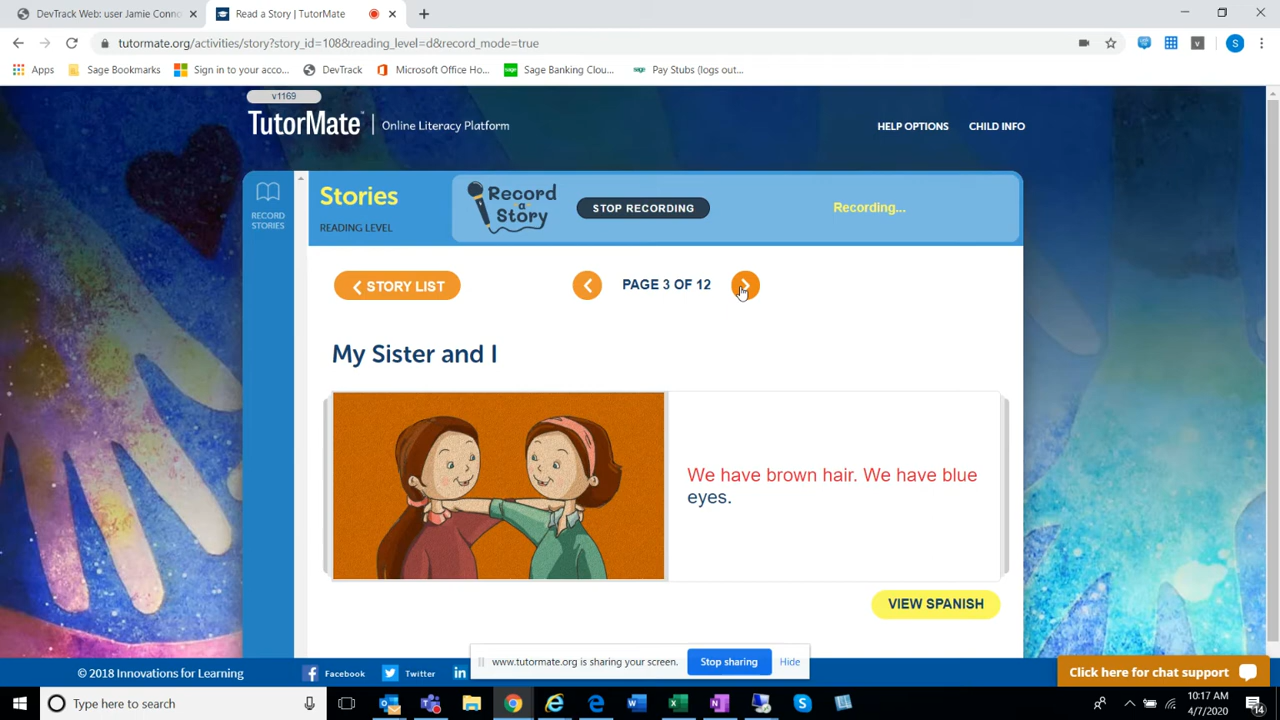 DevTrack Web: user Jamie Conno
Read a Story | TutorMate
tutormate.org/activities/story?story_id=108&reading_level=d&record_mode=true
Apps
Sage Bookmarks
Sign in to your acco...
DevTrack
Microsoft Office Ho...
sage
Sage Banking Clou...
sage
Pay Stubs (logs out...
v
S
v1169
TutorMate | Online Literacy Platform
HELP OPTIONS
CHILD INFO
RECORD
STORIES
Stories
READING LEVEL
Record
a
Story
STOP RECORDING
Recording...
STORY LIST
PAGE 3 OF 12
My Sister and I
We have brown hair. We have blue
eyes.
VIEW SPANISH
www.tutormate.org is sharing your screen.
Stop sharing
Hide
© 2018 Innovations for Learning
Facebook
Twitter
in
Click here for chat support
Type here to search
10:17 AM
4/7/2020
14